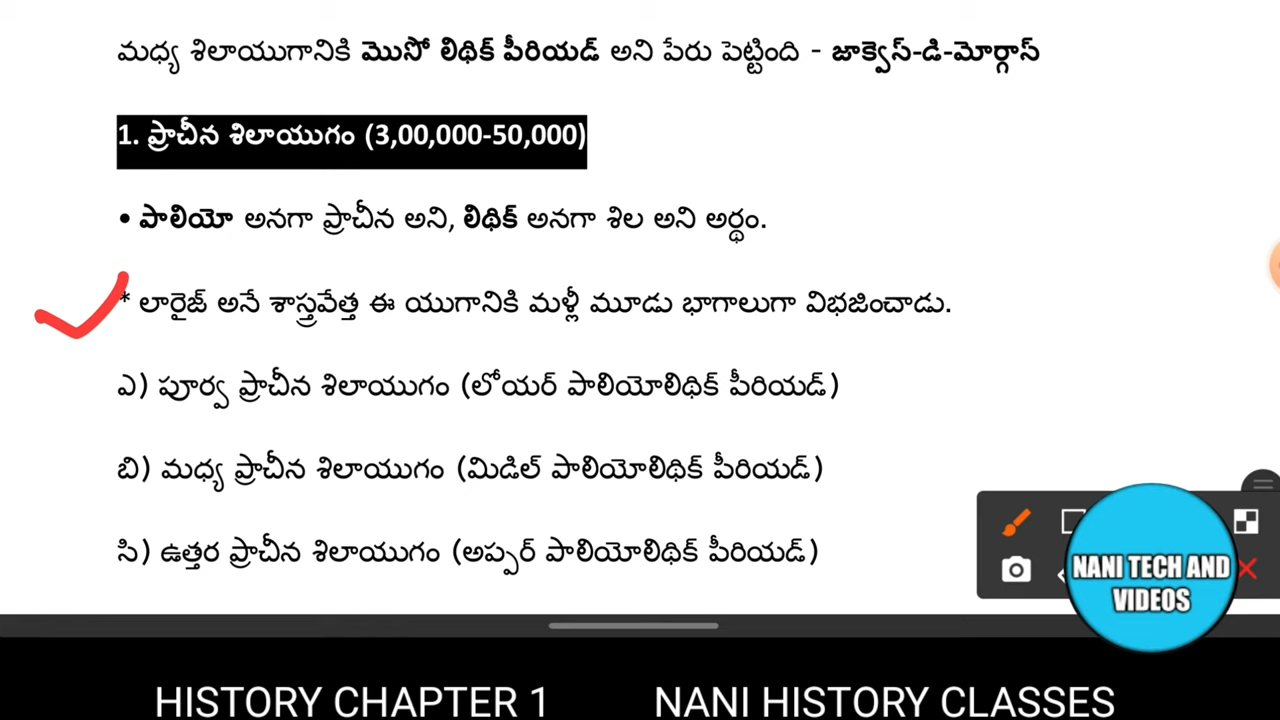 మధ్య శిలాయుగానికి మొసో లిథిక్ పీరియడ్ అని పేరు పెట్టింది - జాక్వెస్-డి-మోర్గాస్
1. ప్రాచీన శిలాయుగం (3,00,000-50,000)
• పాలియో అనగా ప్రాచీన అని, లిథిక్ అనగా శిల అని అర్థం.
* లారైజ్ అనే శాస్త్రవేత్త ఈ యుగానికి మళ్లీ మూడు భాగాలుగా విభజించాడు.
ఎ) పూర్వ ప్రాచీన శిలాయుగం (లోయర్ పాలియోలిథిక్ పీరియడ్)
బి) మధ్య ప్రాచీన శిలాయుగం (మిడిల్ పాలియోలిథిక్ పీరియడ్)
సి) ఉత్తర ప్రాచీన శిలాయుగం (అప్పర్ పాలియోలిథిక్ పీరియడ్)
NANI TECH AND
VIDEOS
HISTORY CHAPTER 1 NANI HISTORY CLASSES